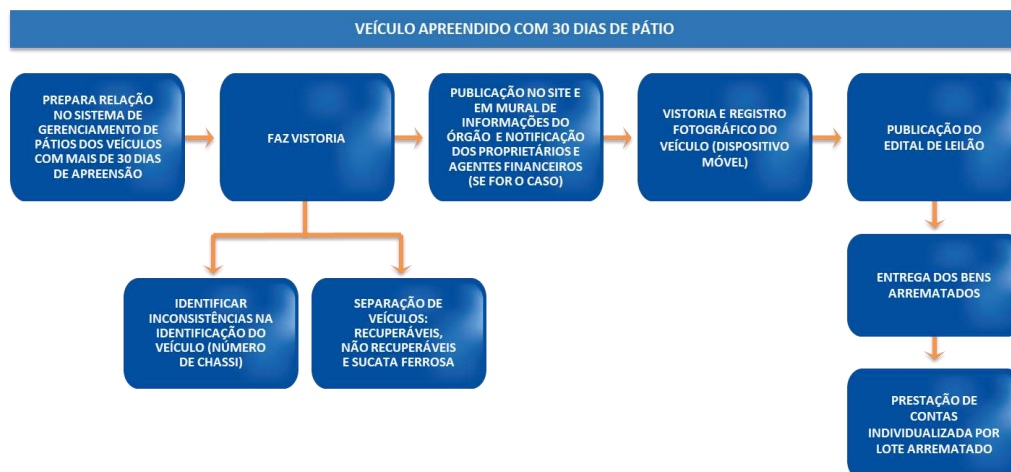 VEÍCULO APREENDIDO COM 30 DIAS DE PÁTIO
PREPARA RELAÇÃO
NO SISTEMA DE
GERENCIAMENTO DE
PÁTIOS DOS VEÍCULOS
COM MAIS DE 30 DIAS
DE APREENSÃO
FAZ VISTORIA
PUBLICAÇÃO NO SITE E
EM MURAL DE
INFORMAÇÕES DO
ÓRGÃO E NOTIFICAÇÃO
DOS PROPRIETÁRIOS E
AGENTES FINANCEIROS
(SE FOR O CASO)
VISTORIA E REGISTRO
FOTOGRÁFICO DO
VEÍCULO (DISPOSITIVO
MÓVEL)
PUBLICAÇÃO DO
EDITAL DE LEILÃO
IDENTIFICAR
INCONSISTÊNCIAS NA
IDENTIFICAÇÃO DO
VEÍCULO (NÚMERO
DE CHASSI)
SEPARAÇÃO DE
VEÍCULOS:
RECUPERÁVEIS,
NÃO RECUPERÁVEIS
E SUCATA FERROSA
ENTREGA DOS BENS
ARREMATADOS
PRESTAÇÃO DE
CONTAS
INDIVIDUALIZADA POR
LOTE ARREMATADO